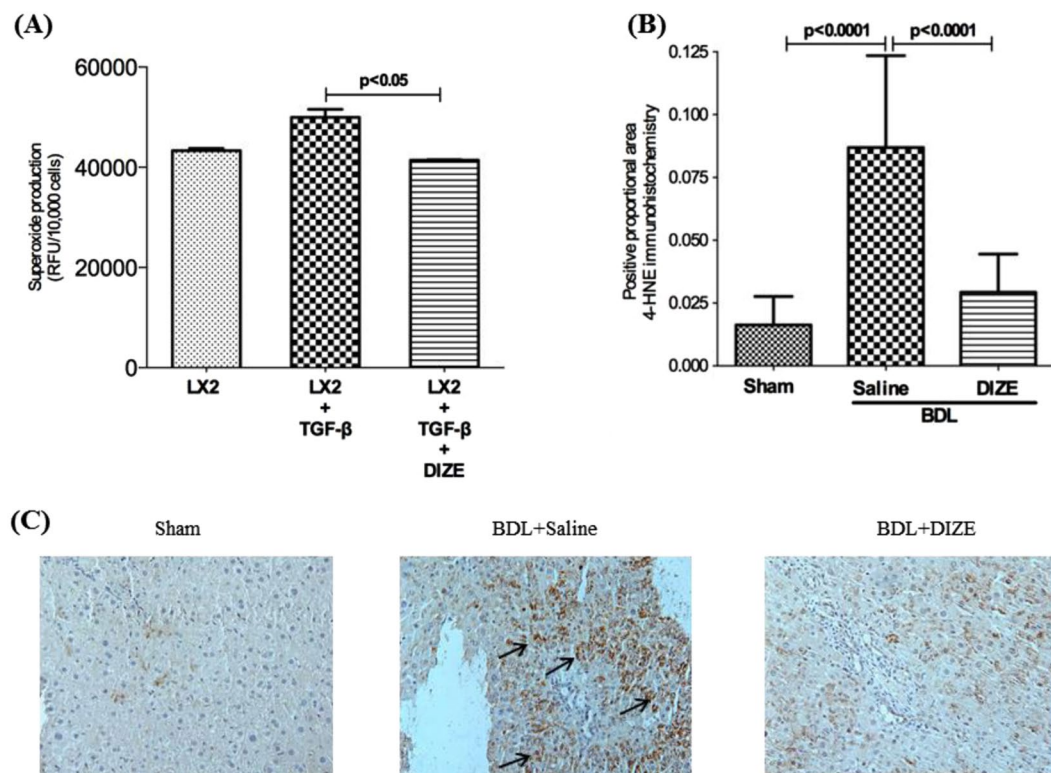 (A)
p<0.05
Superoxide production
(RFU/10,000 cells)
60000
40000
20000
0
LX2
LX2
+
TGF-β
LX2
+
TGF-β
+
DIZE
(B)
p<0.0001
p<0.0001
Positive proportional area
4-HNE immunohistochemistry
0.125
0.100
0.075
0.050
0.025
0.000
Sham
Saline
DIZE
BDL
(C)
Sham
BDL+Saline
BDL+DIZE